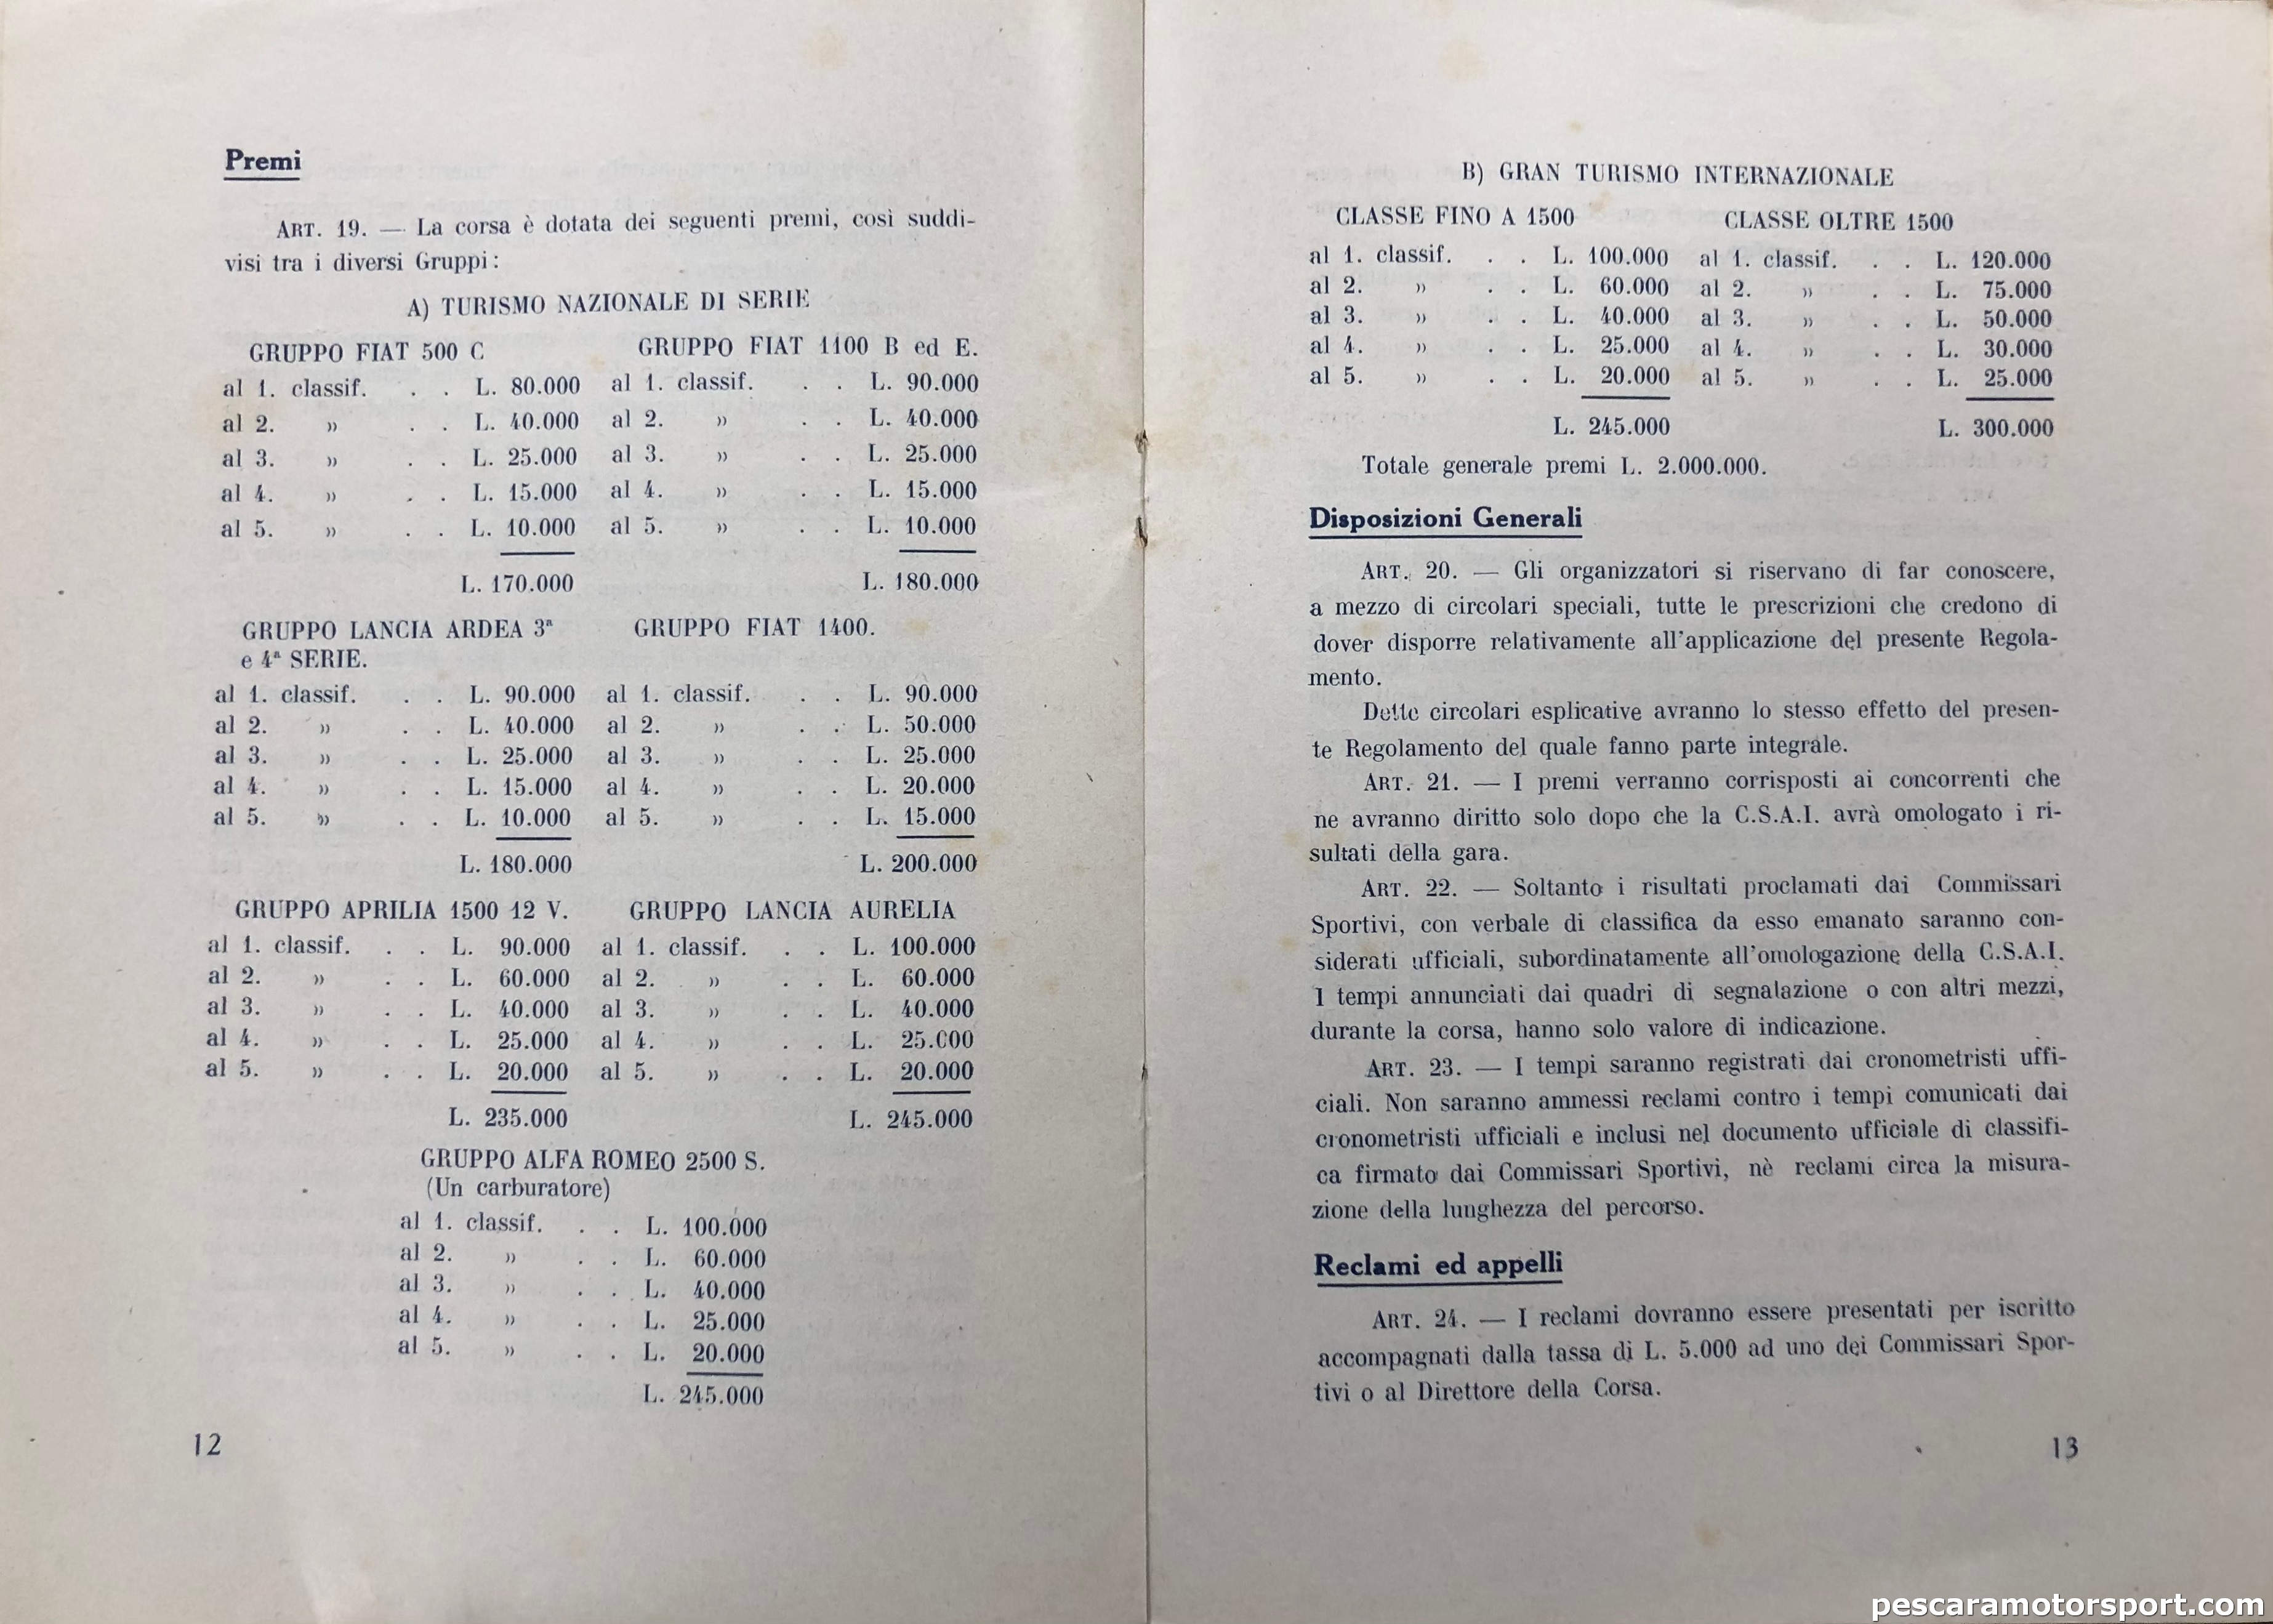 Premi
ART. 19. — La corsa è dotata dei seguenti premi, così suddi-
visi tra i diversi Gruppi:
A) TURISMO NAZIONALE DI SERIE
GRUPPO FIAT 500 C
al 1. classif. . . L. 80.000
al 2. » . . L. 40.000
al 3. » . . L. 25.000
al 4. » . . L. 15.000
al 5. » . . L. 10.000
L. 170.000
GRUPPO FIAT 1100 B ed E.
al 1. classif. . . L. 90.000
al 2. » . . L. 40.000
al 3. » . . L. 25.000
al 4. » . . L. 15.000
al 5. » . . L. 10.000
L. 180.000
GRUPPO LANCIA ARDEA 3ª
e 4ª SERIE.
al 1. classif. . . L. 90.000
al 2. » . . L. 40.000
al 3. » . . L. 25.000
al 4. » . . L. 15.000
al 5. » . . L. 10.000
L. 180.000
GRUPPO FIAT 1400.
al 1. classif. . . L. 90.000
al 2. » . . L. 50.000
al 3. » . . L. 25.000
al 4. » . . L. 20.000
al 5. » . . L. 15.000
L. 200.000
GRUPPO APRILIA 1500 12 V.
al 1. classif. . . L. 90.000
al 2. » . . L. 60.000
al 3. » . . L. 40.000
al 4. » . . L. 25.000
al 5. » . . L. 20.000
L. 235.000
GRUPPO LANCIA AURELIA
al 1. classif. . . L. 100.000
al 2. » . . L. 60.000
al 3. » . . L. 40.000
al 4. » . . L. 25.000
al 5. » . . L. 20.000
L. 245.000
GRUPPO ALFA ROMEO 2500 S.
(Un carburatore)
al 1. classif. . . L. 100.000
al 2. » . . L. 60.000
al 3. » . . L. 40.000
al 4. » . . L. 25.000
al 5. » . . L. 20.000
L. 245.000
12
B) GRAN TURISMO INTERNAZIONALE
CLASSE FINO A 1500
al 1. classif. . . L. 100.000
al 2. » . . L. 60.000
al 3. » . . L. 40.000
al 4. » . . L. 25.000
al 5. » . . L. 20.000
L. 245.000
CLASSE OLTRE 1500
al 1. classif. . . L. 120.000
al 2. » . . L. 75.000
al 3. » . . L. 50.000
al 4. » . . L. 30.000
al 5. » . . L. 25.000
L. 300.000
Totale generale premi L. 2.000.000.
Disposizioni Generali
ART. 20. — Gli organizzatori si riservano di far conoscere,
a mezzo di circolari speciali, tutte le prescrizioni che credono di
dover disporre relativamente all'applicazione del presente Regola-
mento.
Dette circolari esplicative avranno lo stesso effetto del presen-
te Regolamento del quale fanno parte integrale.
ART. 21. — I premi verranno corrisposti ai concorrenti che
ne avranno diritto solo dopo che la C.S.A.I. avrà omologato i ri-
sultati della gara.
ART. 22. — Soltanto i risultati proclamati dai Commissari
Sportivi, con verbale di classifica da esso emanato saranno con-
siderati ufficiali, subordinatamente all'omologazione della C.S.A.I.
I tempi annunciati dai quadri di segnalazione o con altri mezzi,
durante la corsa, hanno solo valore di indicazione.
ART. 23. — I tempi saranno registrati dai cronometristi uffi-
ciali. Non saranno ammessi reclami contro i tempi comunicati dai
cronometristi ufficiali e inclusi nel documento ufficiale di classifi-
ca firmato dai Commissari Sportivi, nè reclami circa la misura-
zione della lunghezza del percorso.
Reclami ed appelli
ART. 24. — I reclami dovranno essere presentati per iscritto
accompagnati dalla tassa di L. 5.000 ad uno dei Commissari Spor-
tivi o al Direttore della Corsa.
13
pescaramotorsport.com